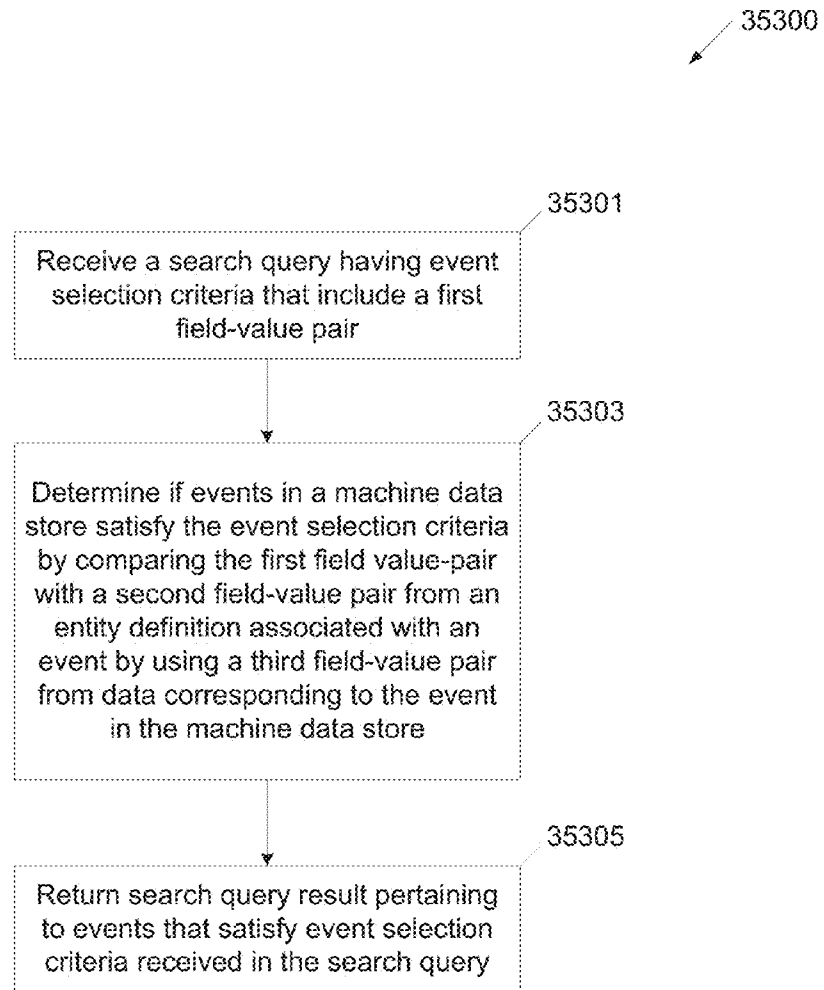 35300
35301
Receive a search query having event
selection criteria that include a first
field-value pair
35303
Determine if events in a machine data
store satisfy the event selection criteria
by comparing the first field value-pair
with a second field-value pair from an
entity definition associated with an
event by using a third field-value pair
from data corresponding to the event
in the machine data store
35305
Return search query result pertaining
to events that satisfy event selection
criteria received in the search query